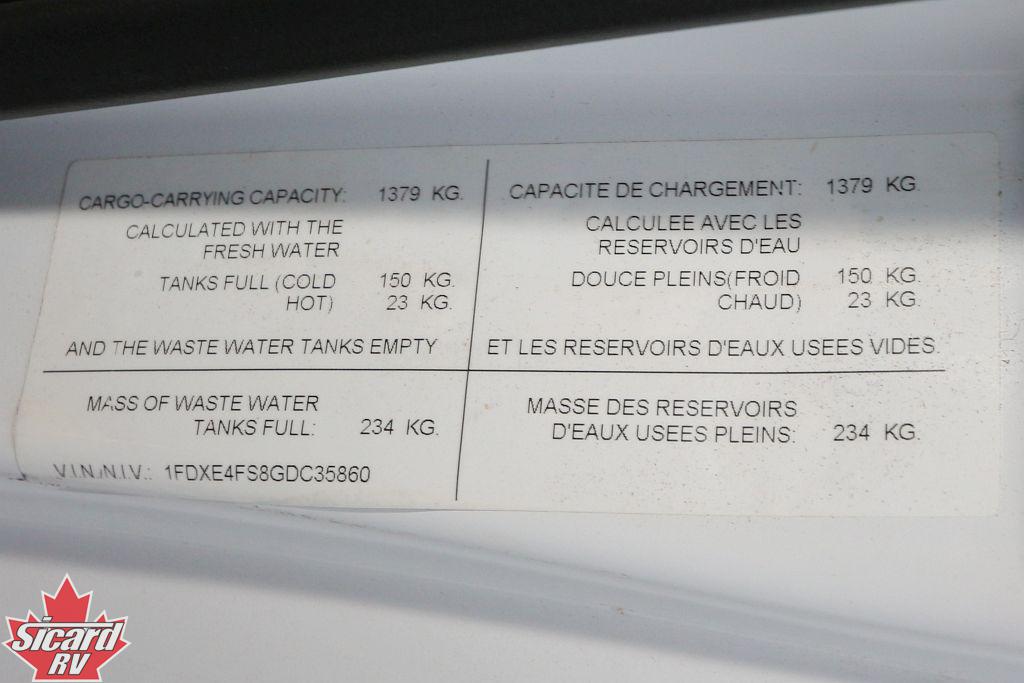 CARGO-CARRYING CAPACITY: 1379 KG.
CALCULATED WITH THE
FRESH WATER
TANKS FULL (COLD 150 KG.
HOT) 23 KG.
AND THE WASTE WATER TANKS EMPTY
MASS OF WASTE WATER
TANKS FULL: 234 KG.
V.I.N./N.I.V.: 1FDXE4FS8GDC35860
CAPACITE DE CHARGEMENT: 1379 KG.
CALCULEE AVEC LES
RESERVOIRS D'EAU
DOUCE PLEINS(FROID 150 KG.
CHAUD) 23 KG.
ET LES RESERVOIRS D'EAUX USEES VIDES.
MASSE DES RESERVOIRS
D'EAUX USEES PLEINS: 234 KG.
Sicard
RV